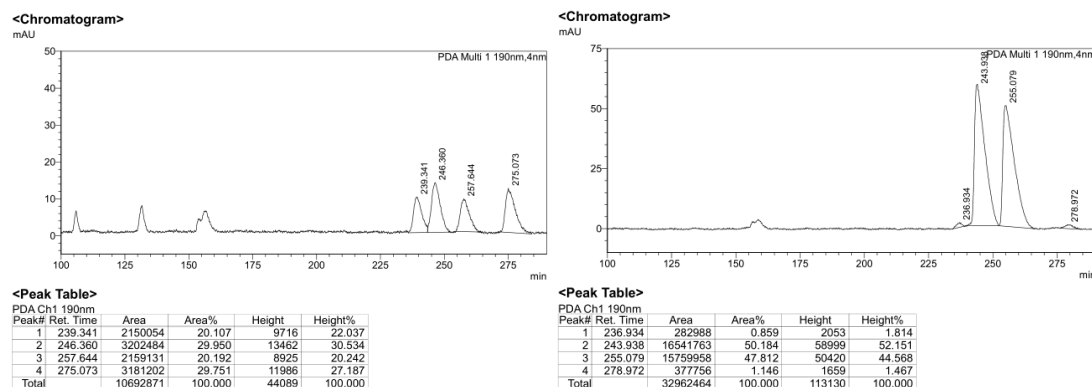 <Chromatogram>
mAU
PDA Multi 1 190nm,4nm
50
40
30
20
10
0
239.341
246.360
257.644
275.073
100 125 150 175 200 225 250 275
min
<Peak Table>
PDA Ch1 190nm
Peak# Ret. Time Area Area% Height Height%
1 239.341 2150054 20.107 9716 22.037
2 246.360 3202484 29.950 13462 30.534
3 257.644 2159131 20.192 8925 20.242
4 275.073 3181202 29.751 11986 27.187
Total 10692871 100.000 44089 100.000
<Chromatogram>
mAU
PDA Multi 1 190nm,4nm
75
50
25
0
236.934
243.938
255.079
278.972
100 125 150 175 200 225 250 275
min
<Peak Table>
PDA Ch1 190nm
Peak# Ret. Time Area Area% Height Height%
1 236.934 282988 0.859 2053 1.814
2 243.938 16541763 50.184 58999 52.151
3 255.079 15759958 47.812 50420 44.568
4 278.972 377756 1.146 1659 1.467
Total 32962464 100.000 113130 100.000